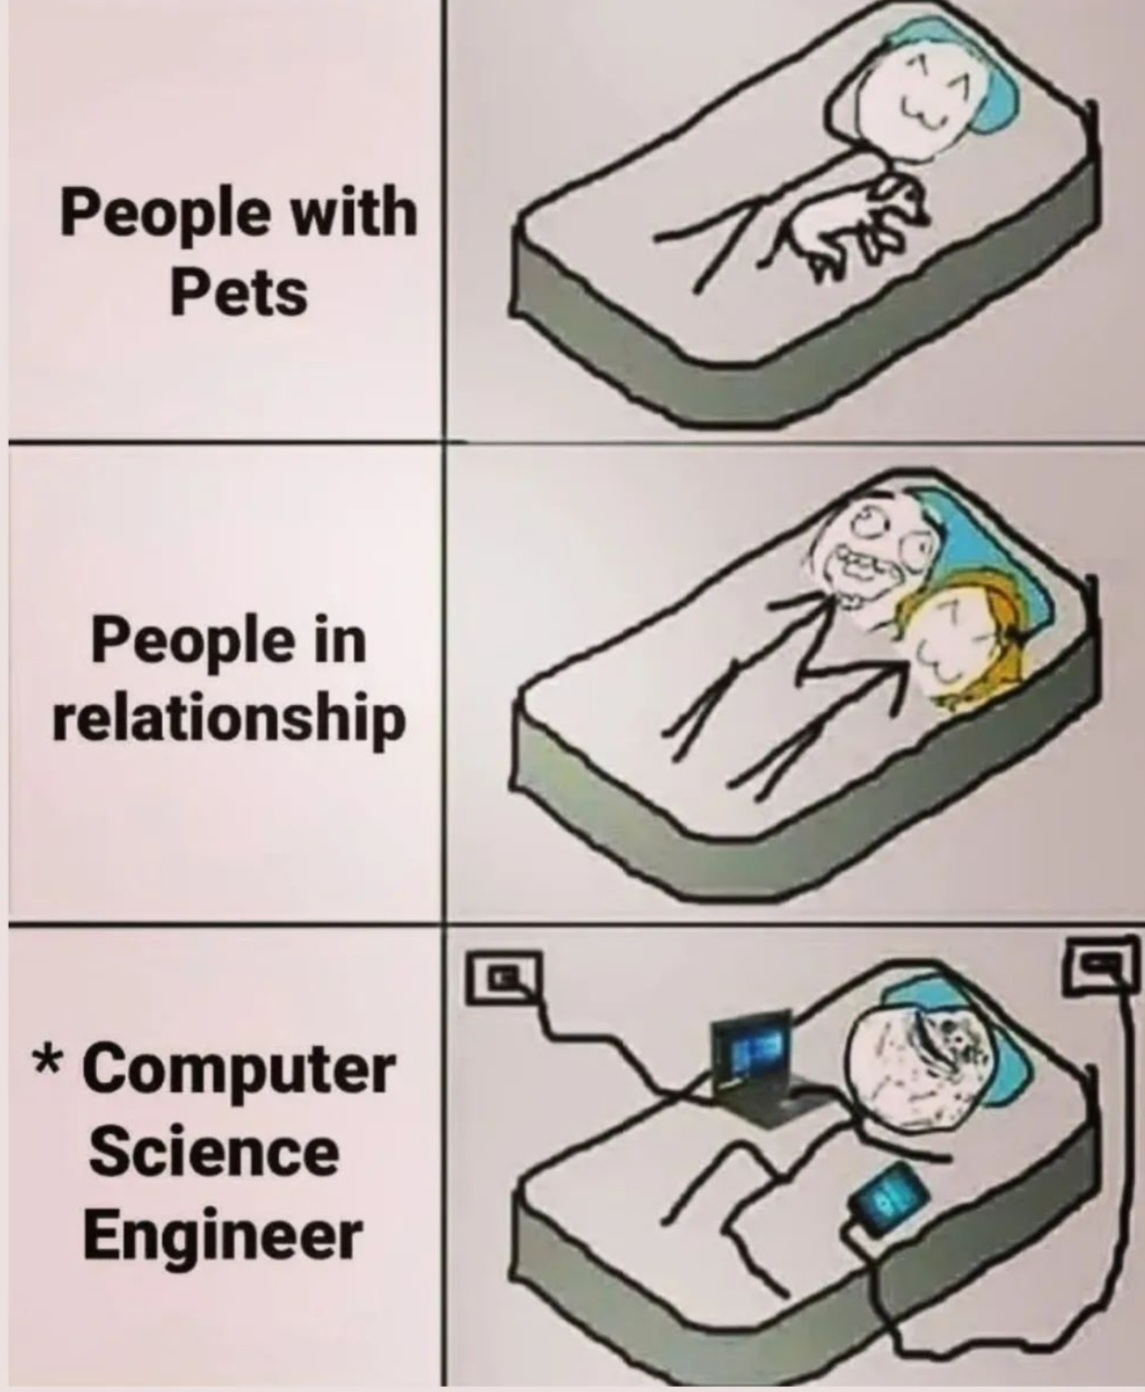 People with
Pets
People in
relationship
* Computer
Science
Engineer